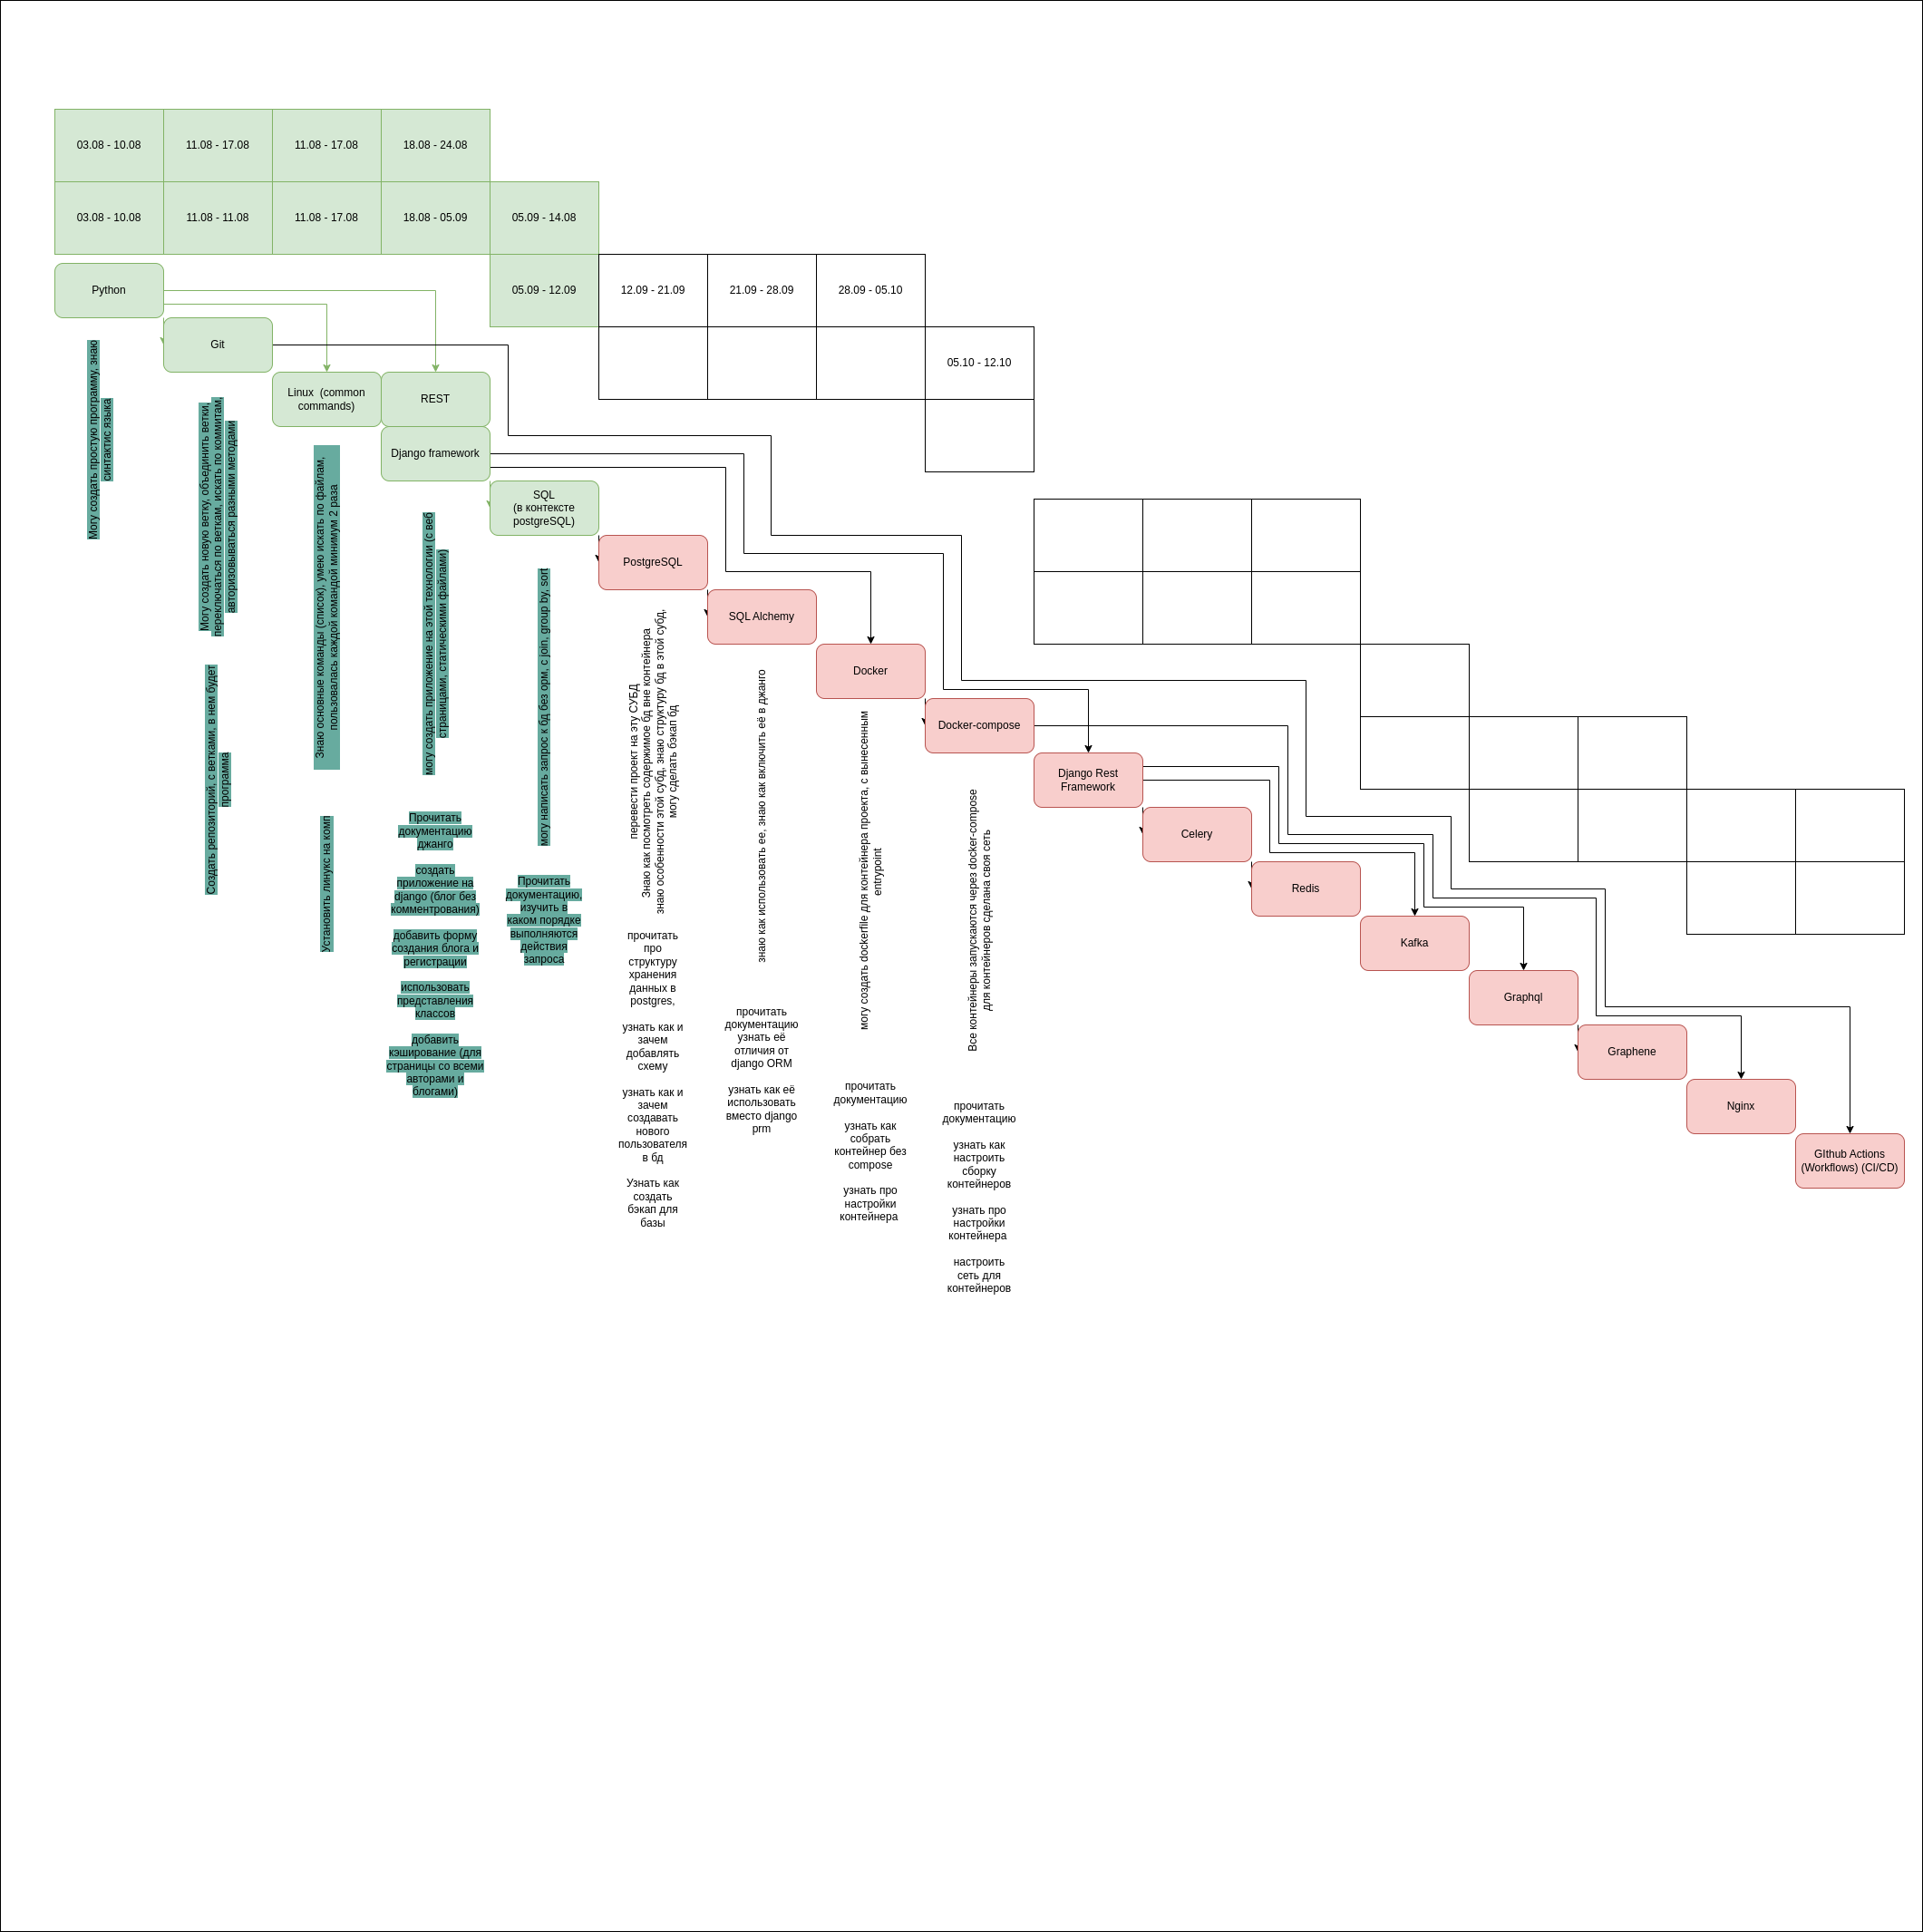 03.08 - 10.08
11.08 - 17.08
11.08 - 17.08
18.08 - 24.08
03.08 - 10.08
11.08 - 11.08
11.08 - 17.08
18.08 - 05.09
05.09 - 14.08
05.09 - 12.09
12.09 - 21.09
21.09 - 28.09
28.09 - 05.10
05.10 - 12.10
Python
Git
Linux (common
commands)
REST
Django framework
SQL
(в контексте
postgreSQL)
PostgreSQL
SQL Alchemy
Docker
Docker-compose
Django Rest
Framework
Celery
Redis
Kafka
Graphql
Graphene
Nginx
GIthub Actions
(Workflows) (CI/CD)
Могу создать простую программу, знаю
синтактис языка
Могу создать новую ветку, объединить ветки,
переключаться по веткам, искать по коммитам,
авторизовываться разными методами
Создать репозиторий, с ветками, в нем будет
программа
Знаю основные команды (список), умею искать по файлам,
пользовалась каждой командой минимум 2 раза
Установить линукс на комп
могу создать приложение на этой технологии (с веб
страницами, статическими файлами)
Прочитать
документацию
джанго
создать
приложение на
django (блог без
комментрования)
добавить форму
создания блога и
регистрации
использовать
представления
классов
добавить
кэширование (для
страницы со всеми
авторами и
блогами)
могу написать запрос к бд без орм, с join, group by, sort
Прочитать
документацию,
изучить в
каком порядке
выполняются
действия
запроса
перевести проект на эту СУБД
Знаю как посмотреть содержимое бд вне контейнера
знаю особенности этой субд, знаю структуру бд в этой субд,
могу сделать бэкап бд
прочитать
про
структуру
хранения
данных в
postgres,
узнать как и
зачем
добавлять
схему
узнать как и
зачем
создавать
нового
пользователя
в бд
Узнать как
создать
бэкап для
базы
знаю как использовать ее, знаю как включить её в джанго
прочитать
документацию
узнать её
отличия от
django ORM
узнать как её
использовать
вместо django
prm
могу создать dockerfile для контейнера проекта, с вынесенным
entrypoint
прочитать
документацию
узнать как
собрать
контейнер без
compose
узнать про
настройки
контейнера
Все контейнеры запускаются через docker-compose
для контейнеров сделана своя сеть
прочитать
документацию
узнать как
настроить
сборку
контейнеров
узнать про
настройки
контейнера
настроить
сеть для
контейнеров